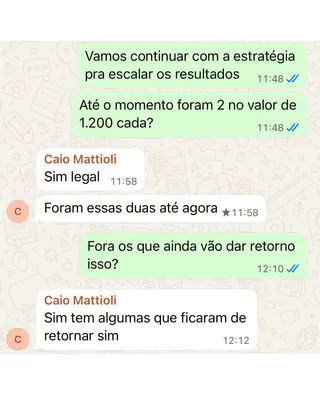 Vamos continuar com a estratégia
pra escalar os resultados 11:48
Até o momento foram 2 no valor de
1.200 cada? 11:48
Caio Mattioli
Sim legal 11:58
C
Foram essas duas até agora ★11:58
Fora os que ainda vão dar retorno
isso? 12:10
Caio Mattioli
Sim tem algumas que ficaram de
C
retornar sim 12:12